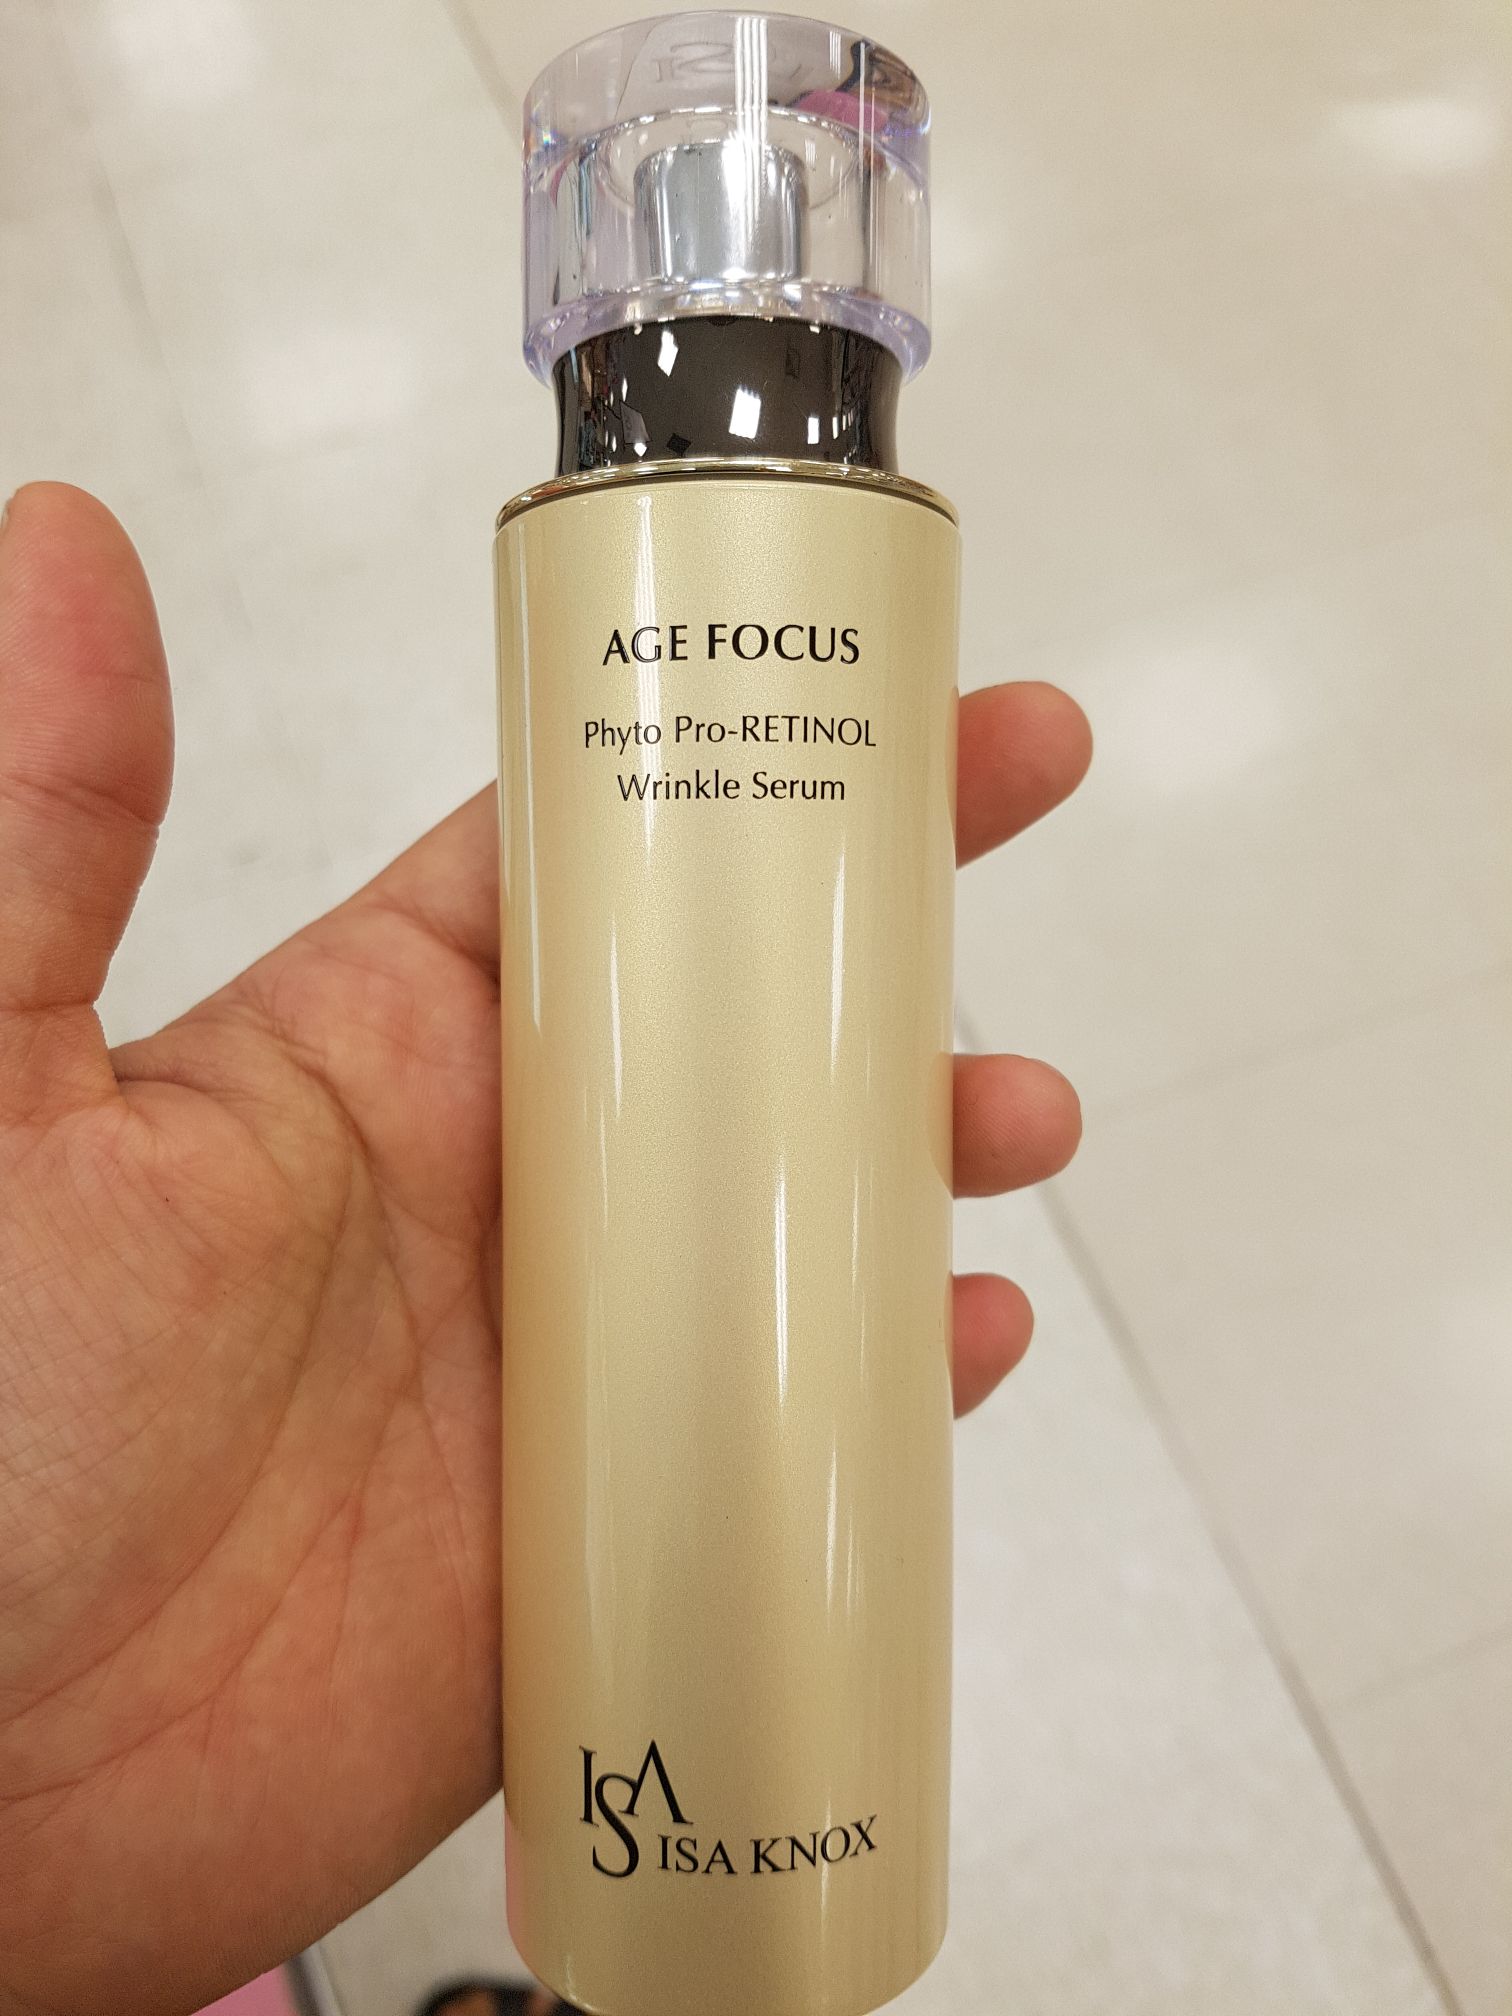 AGE FOCUS
Phyto Pro-RETINOL
Wrinkle Serum
ISA
ISA KNOX